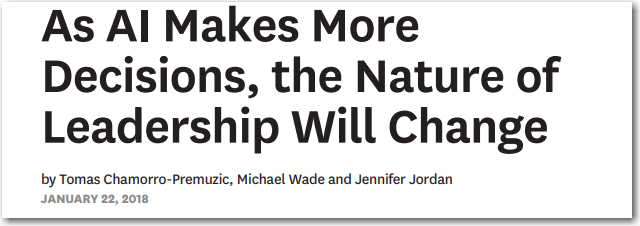 As AI Makes More
Decisions, the Nature of
Leadership Will Change
by Tomas Chamorro-Premuzic, Michael Wade and Jennifer Jordan
JANUARY 22, 2018